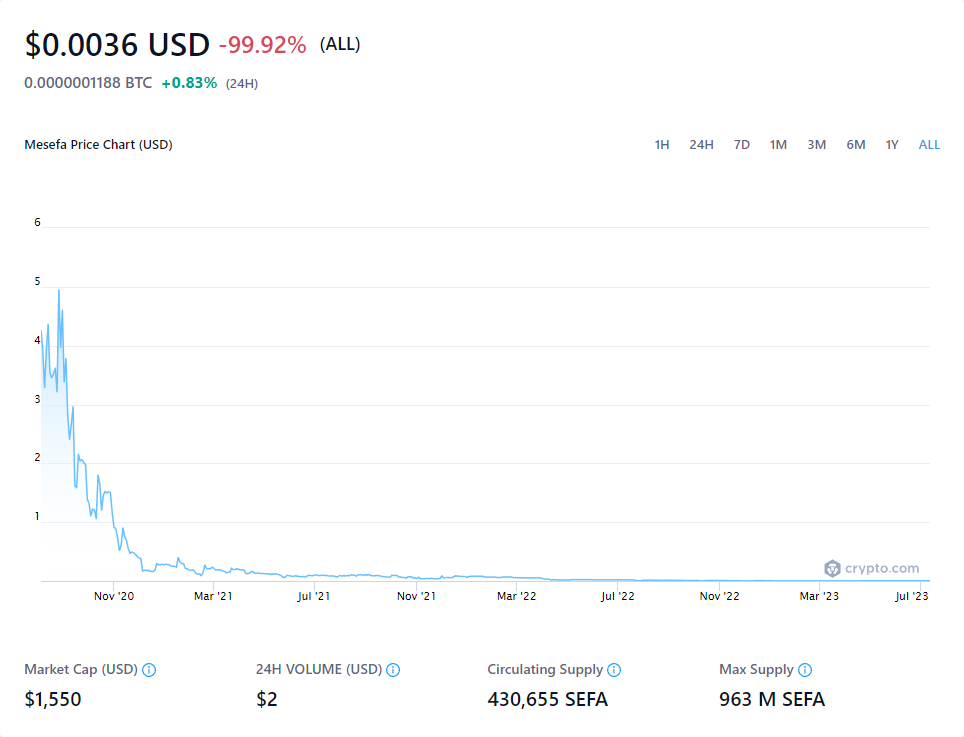 $0.0036 USD -99.92% (ALL)
0.0000001188 BTC +0.83% (24H)
Mesefa Price Chart (USD) 1H 24H 7D 1M 3M 6M 1Y ALL
6
5
4
3
2
1
crypto.com
Nov '20 Mar '21 Jul '21 Nov '21 Mar '22 Jul '22 Nov '22 Mar '23 Jul '23
Market Cap (USD) 24H VOLUME (USD) Circulating Supply Max Supply
$1,550 $2 430,655 SEFA 963 M SEFA